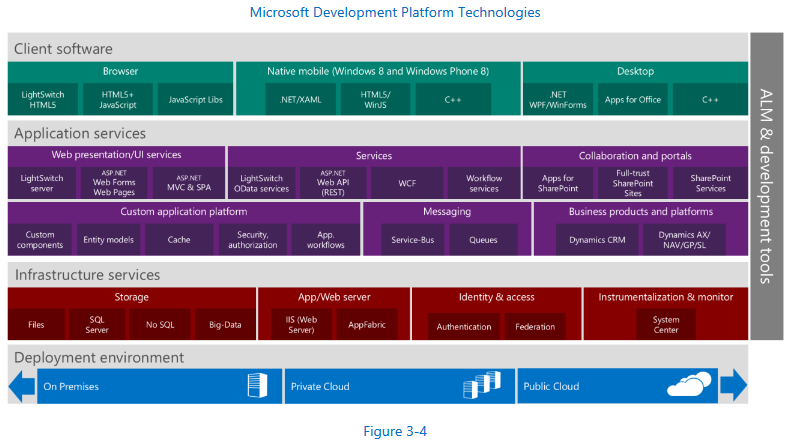 Microsoft Development Platform Technologies
Client software
Browser
LightSwitch
HTML5
HTML5+
JavaScript
JavaScript Libs
Native mobile (Windows 8 and Windows Phone 8)
.NET/XAML
HTML5/
WinJS
C++
Desktop
.NET
WPF/WinForms
Apps for Office
C++
Application services
Web presentation/UI services
LightSwitch
server
ASP.NET
Web Forms
Web Pages
ASP.NET
MVC & SPA
Services
LightSwitch
OData services
ASP.NET
Web API
(REST)
WCF
Workflow
services
Collaboration and portals
Apps for
SharePoint
Full-trust
SharePoint
Sites
SharePoint
Services
Custom application platform
Custom
components
Entity models
Cache
Security,
authorization
App.
workflows
Messaging
Service-Bus
Queues
Business products and platforms
Dynamics CRM
Dynamics AX/
NAV/GP/SL
Infrastructure services
Storage
Files
SQL
Server
No SQL
Big-Data
App/Web server
IIS (Web
Server)
AppFabric
Identity & access
Authentication
Federation
Instrumentalization & monitor
System
Center
Deployment environment
On Premises
Private Cloud
Public Cloud
ALM & development tools
Figure 3-4